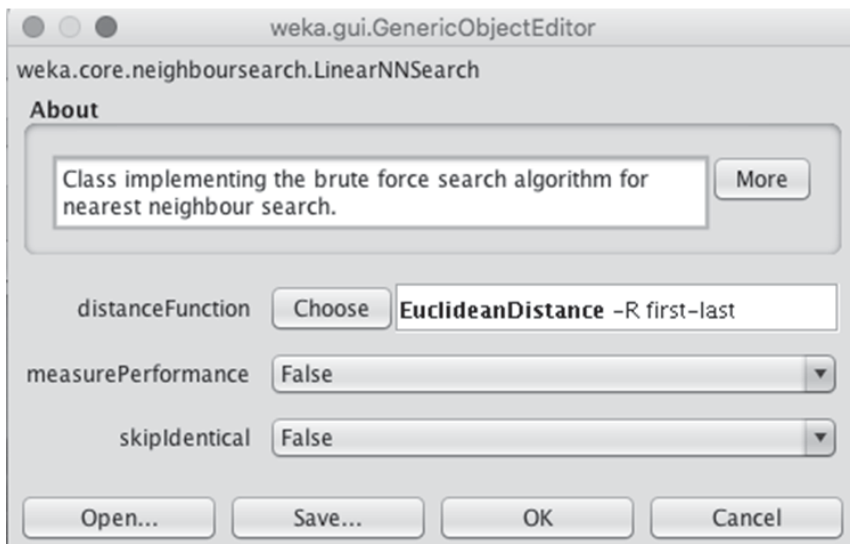 weka.gui.GenericObjectEditor
weka.core.neighboursearch.LinearNNSearch
About
Class implementing the brute force search algorithm for
nearest neighbour search.
More
distanceFunction Choose EuclideanDistance -R first-last
measurePerformance False
skipIdentical False
Open... Save... OK Cancel